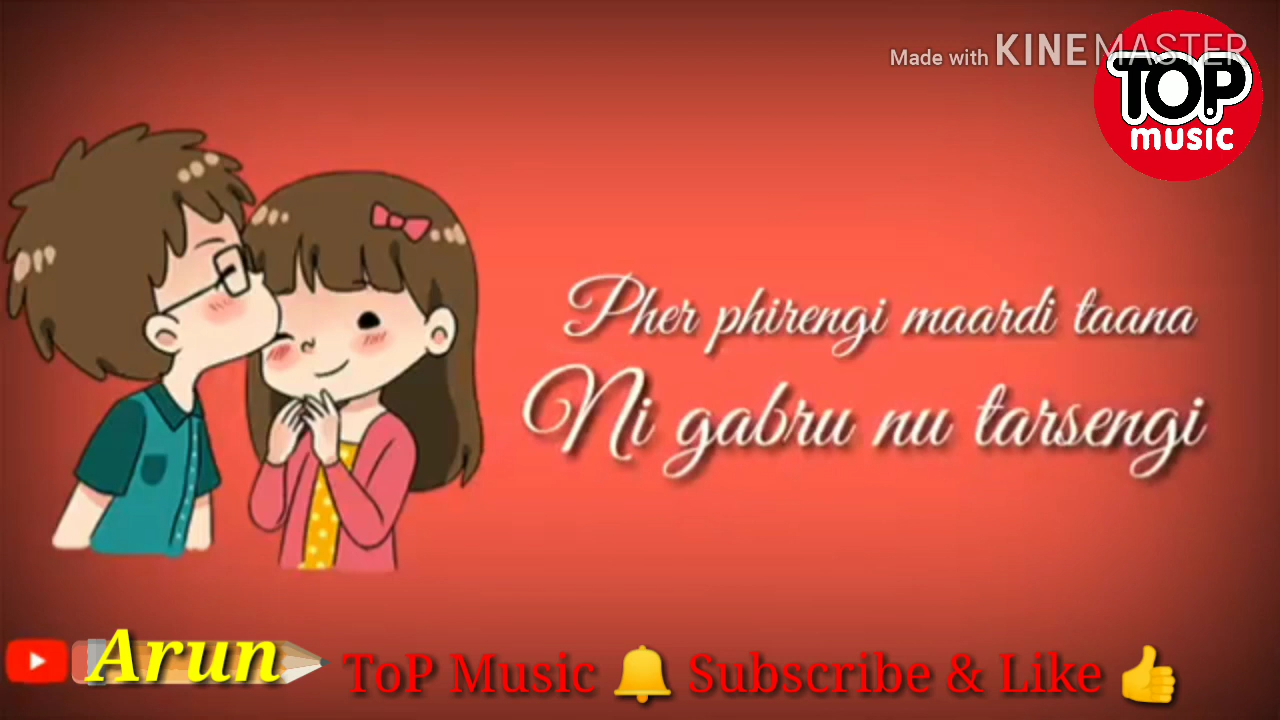 Made with KINEMASTER
TOP
music
Pher phirengi maardi taana
Ni gabru nu tarsengi
Arun
ToP Music 🔔 Subscribe & Like 👍